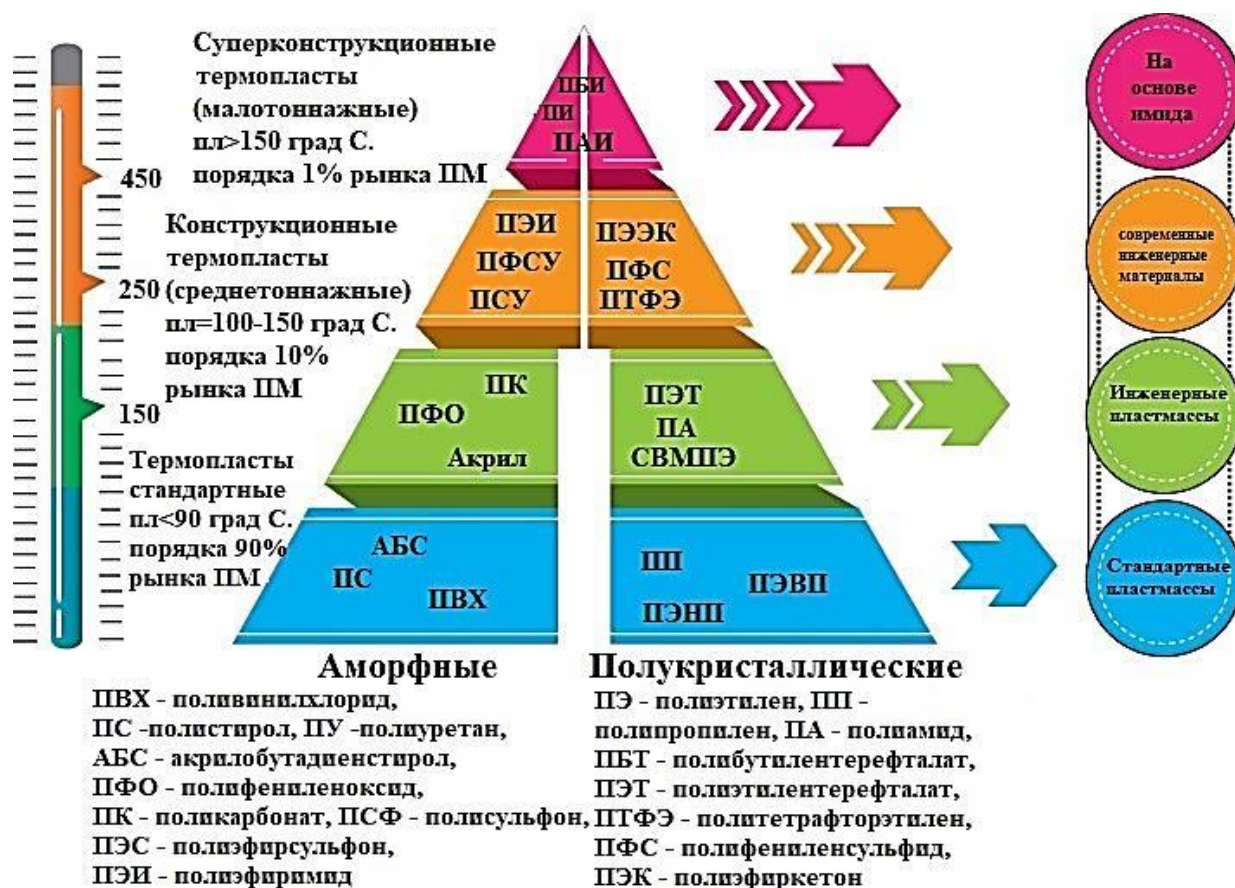 Суперконструкционные
термопласты
(малотоннажные)
пл>150 град С.
порядка 1% рынка ПМ
450
Конструкционные
термопласты
(среднетоннажные)
пл=100-150 град С.
порядка 10%
рынка ПМ
250
150
Термопласты
стандартные
пл<90 град С.
порядка 90%
рынка ПМ
ПБИ
ПИ
ПАИ
ПЭИ
ПФСУ
ПСУ
ПЭЭК
ПФС
ПТФЭ
ПК
ПФО
Акрил
ПЭТ
ПА
СВМПЭ
АБС
ПС
ПВХ
ПП
ПЭВП
ПЭНП
На
основе
имида
современные
инженерные
материалы
Инженерные
пластмассы
Стандартные
пластмассы
Аморфные
ПВХ - поливинилхлорид,
ПС -полистирол, ПУ -полиуретан,
АБС - акрилобутадиенстирол,
ПФО - полифениленоксид,
ПК - поликарбонат, ПСФ - полисульфон,
ПЭС - полиэфирсульфон,
ПЭИ - полиэфиримид
Полукристаллические
ПЭ - полиэтилен, ПП -
полипропилен, ПА - полиамид,
ПБТ - полибутилентерефталат,
ПЭТ - полиэтилентерефталат,
ПТФЭ - политетрафторэтилен,
ПФС - полифениленсульфид,
ПЭК - полиэфиркетон